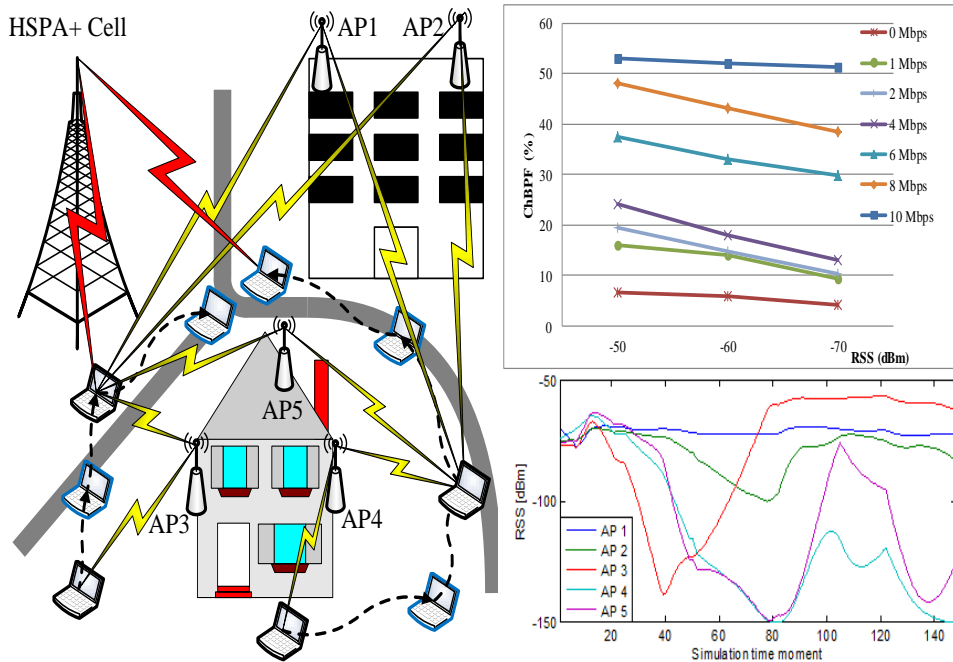 HSPA+ Cell
AP1
AP2
AP5
AP3
AP4
ChBPF (%)
60
50
40
30
20
10
0
-50
-60
-70
RSS (dBm)
0 Mbps
1 Mbps
2 Mbps
4 Mbps
6 Mbps
8 Mbps
10 Mbps
RSS [dBm]
-50
-100
-150
AP 1
AP 2
AP 3
AP 4
AP 5
20
40
60
80
100
120
140
Simulation time moment